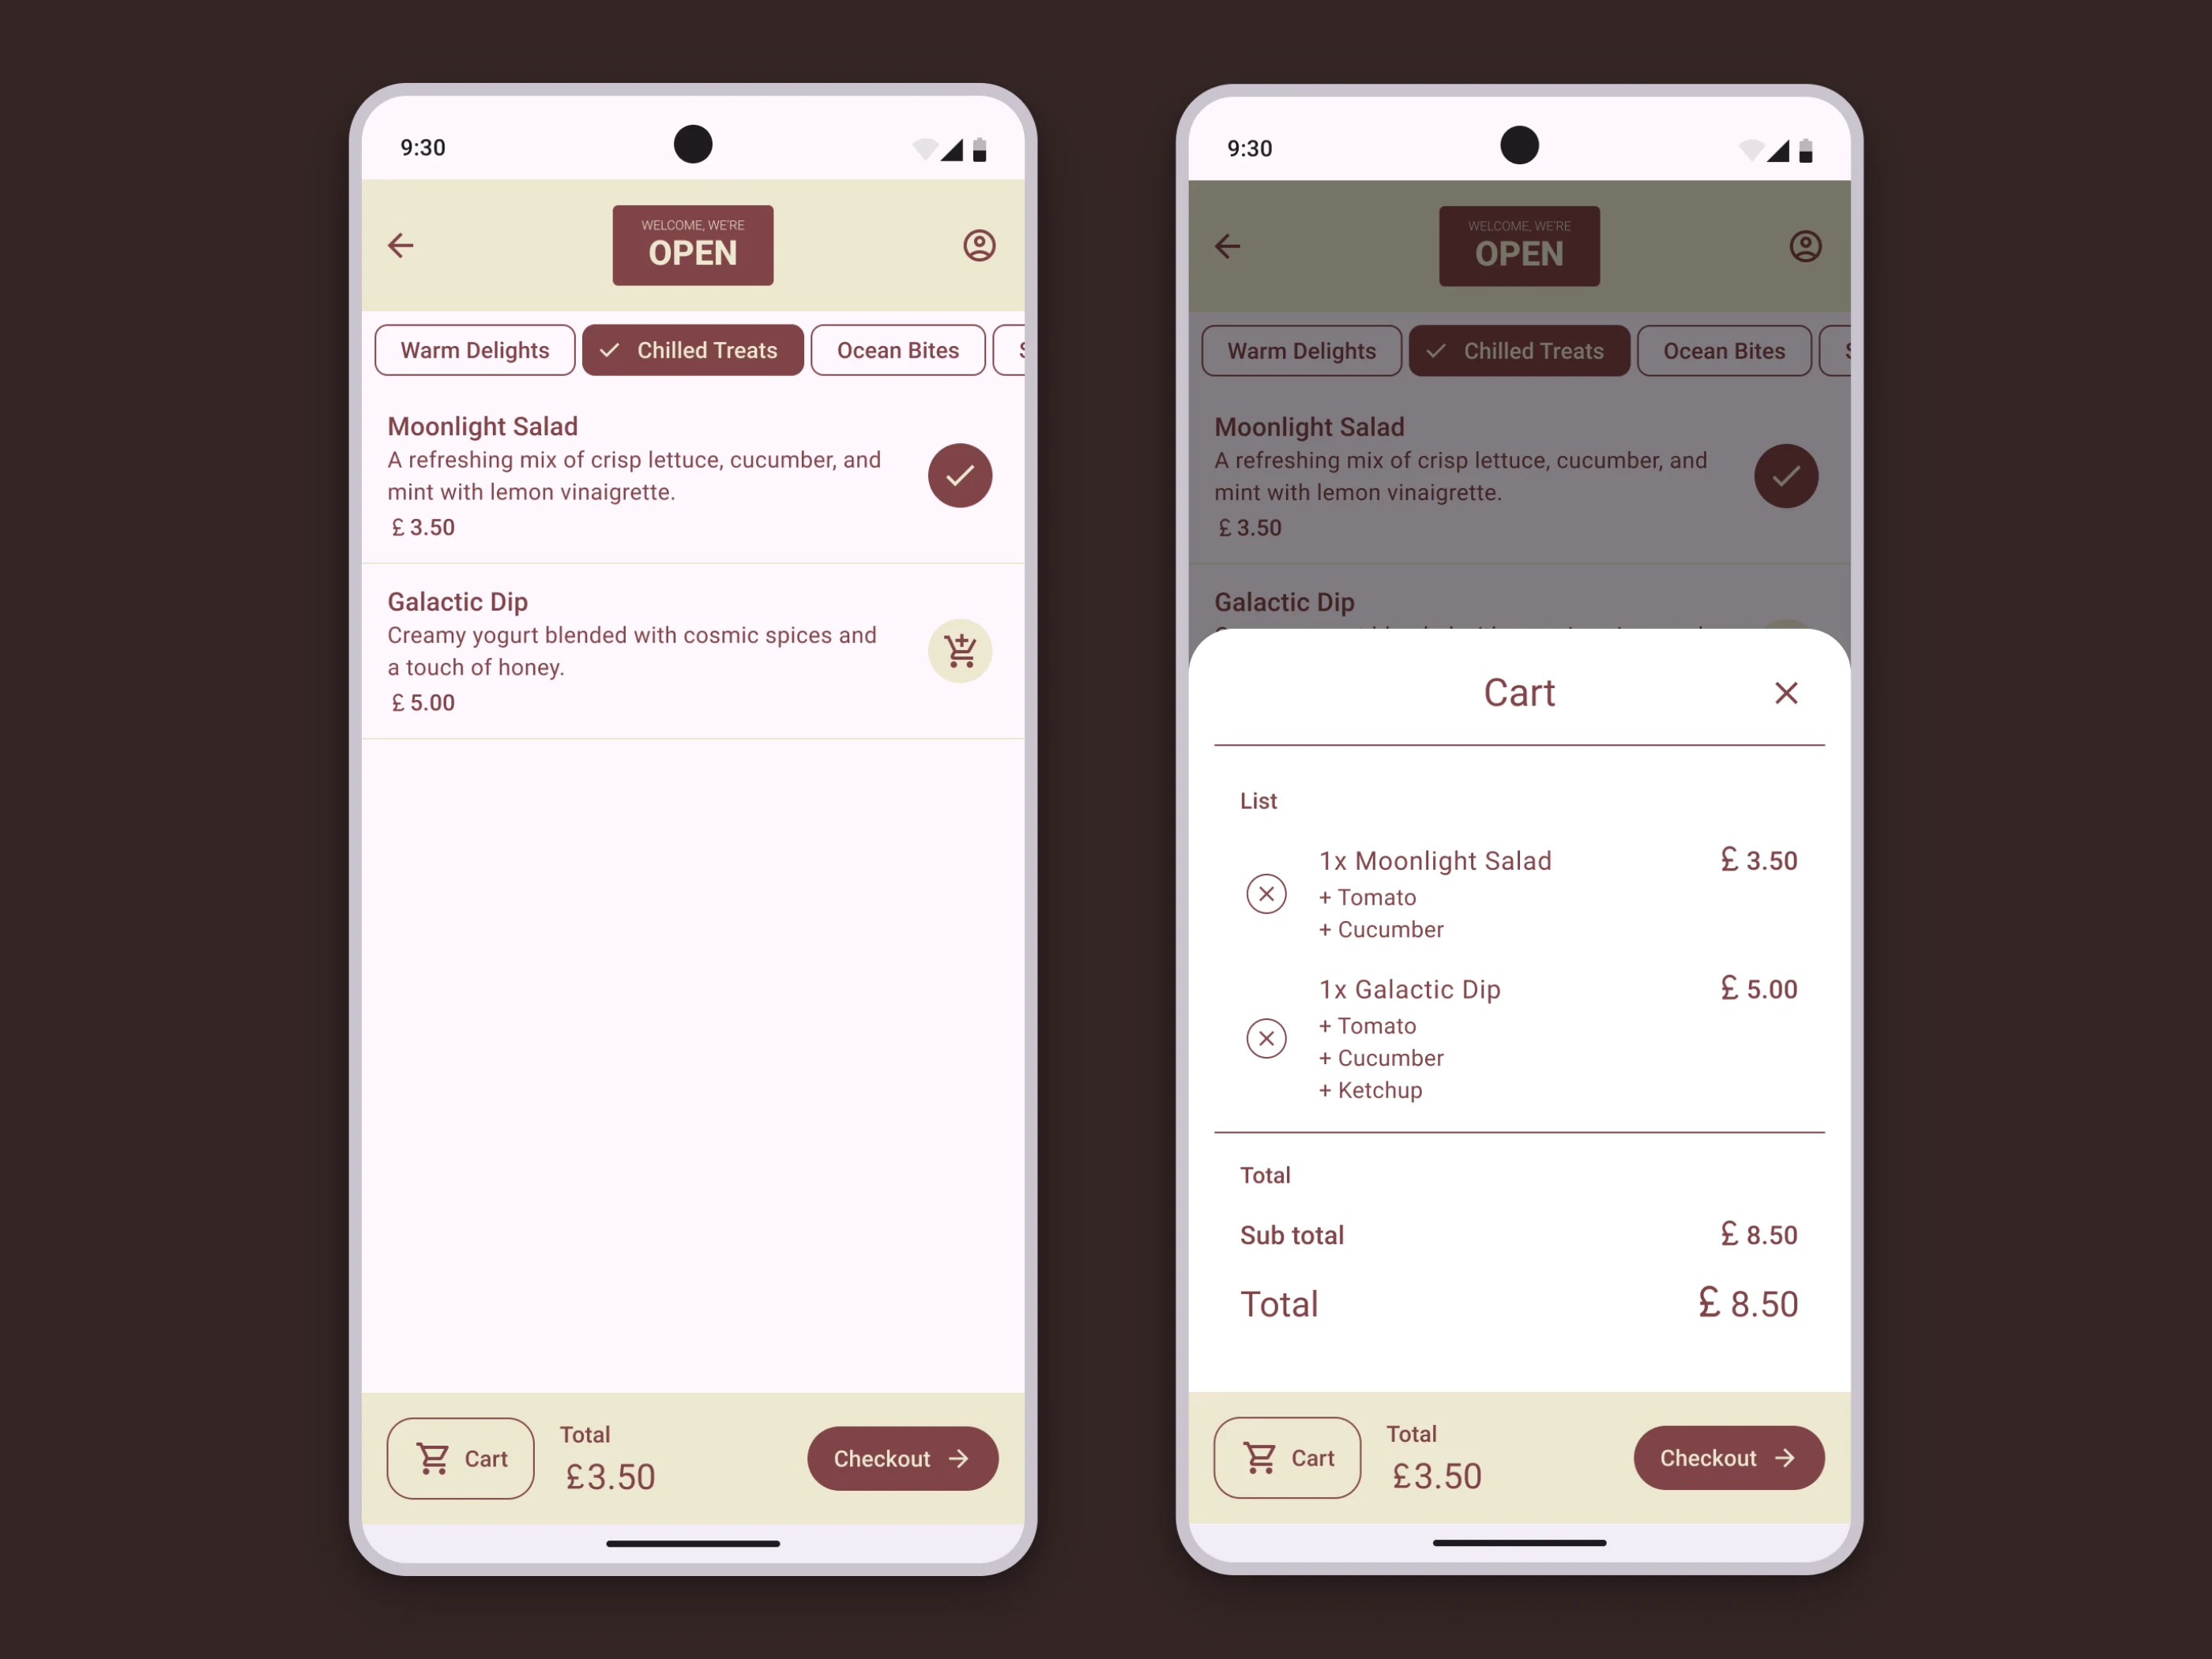 9:30
WELCOME, WE'RE
OPEN
Warm Delights
Chilled Treats
Ocean Bites
Moonlight Salad
A refreshing mix of crisp lettuce, cucumber, and
mint with lemon vinaigrette.
£ 3.50
Galactic Dip
Creamy yogurt blended with cosmic spices and
a touch of honey.
£ 5.00
Cart
Total
£3.50
Checkout
9:30
WELCOME, WE'RE
OPEN
Warm Delights
Chilled Treats
Ocean Bites
Moonlight Salad
A refreshing mix of crisp lettuce, cucumber, and
mint with lemon vinaigrette.
£ 3.50
Galactic Dip
Cart
List
1x Moonlight Salad £ 3.50
+ Tomato
+ Cucumber
1x Galactic Dip £ 5.00
+ Tomato
+ Cucumber
+ Ketchup
Total
Sub total £ 8.50
Total £ 8.50
Cart
Total
£3.50
Checkout